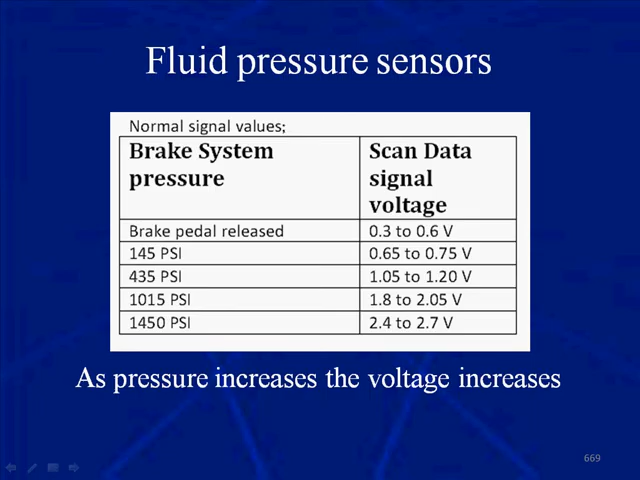 Fluid pressure sensors
Normal signal values;
Brake System pressure
Scan Data signal voltage
Brake pedal released 0.3 to 0.6 V
145 PSI 0.65 to 0.75 V
435 PSI 1.05 to 1.20 V
1015 PSI 1.8 to 2.05 V
1450 PSI 2.4 to 2.7 V
As pressure increases the voltage increases
669